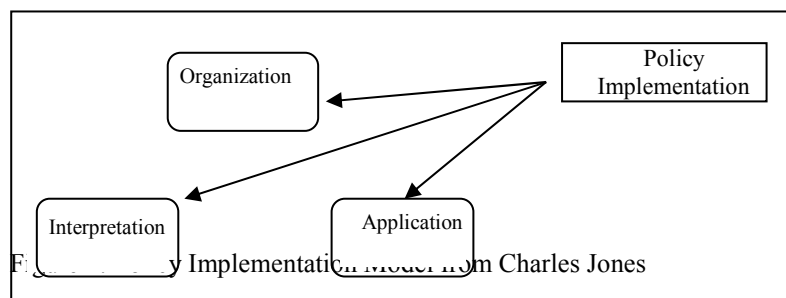 Policy
Implementation
Organization
Interpretation
Application
Implementation Model from Charles Jones